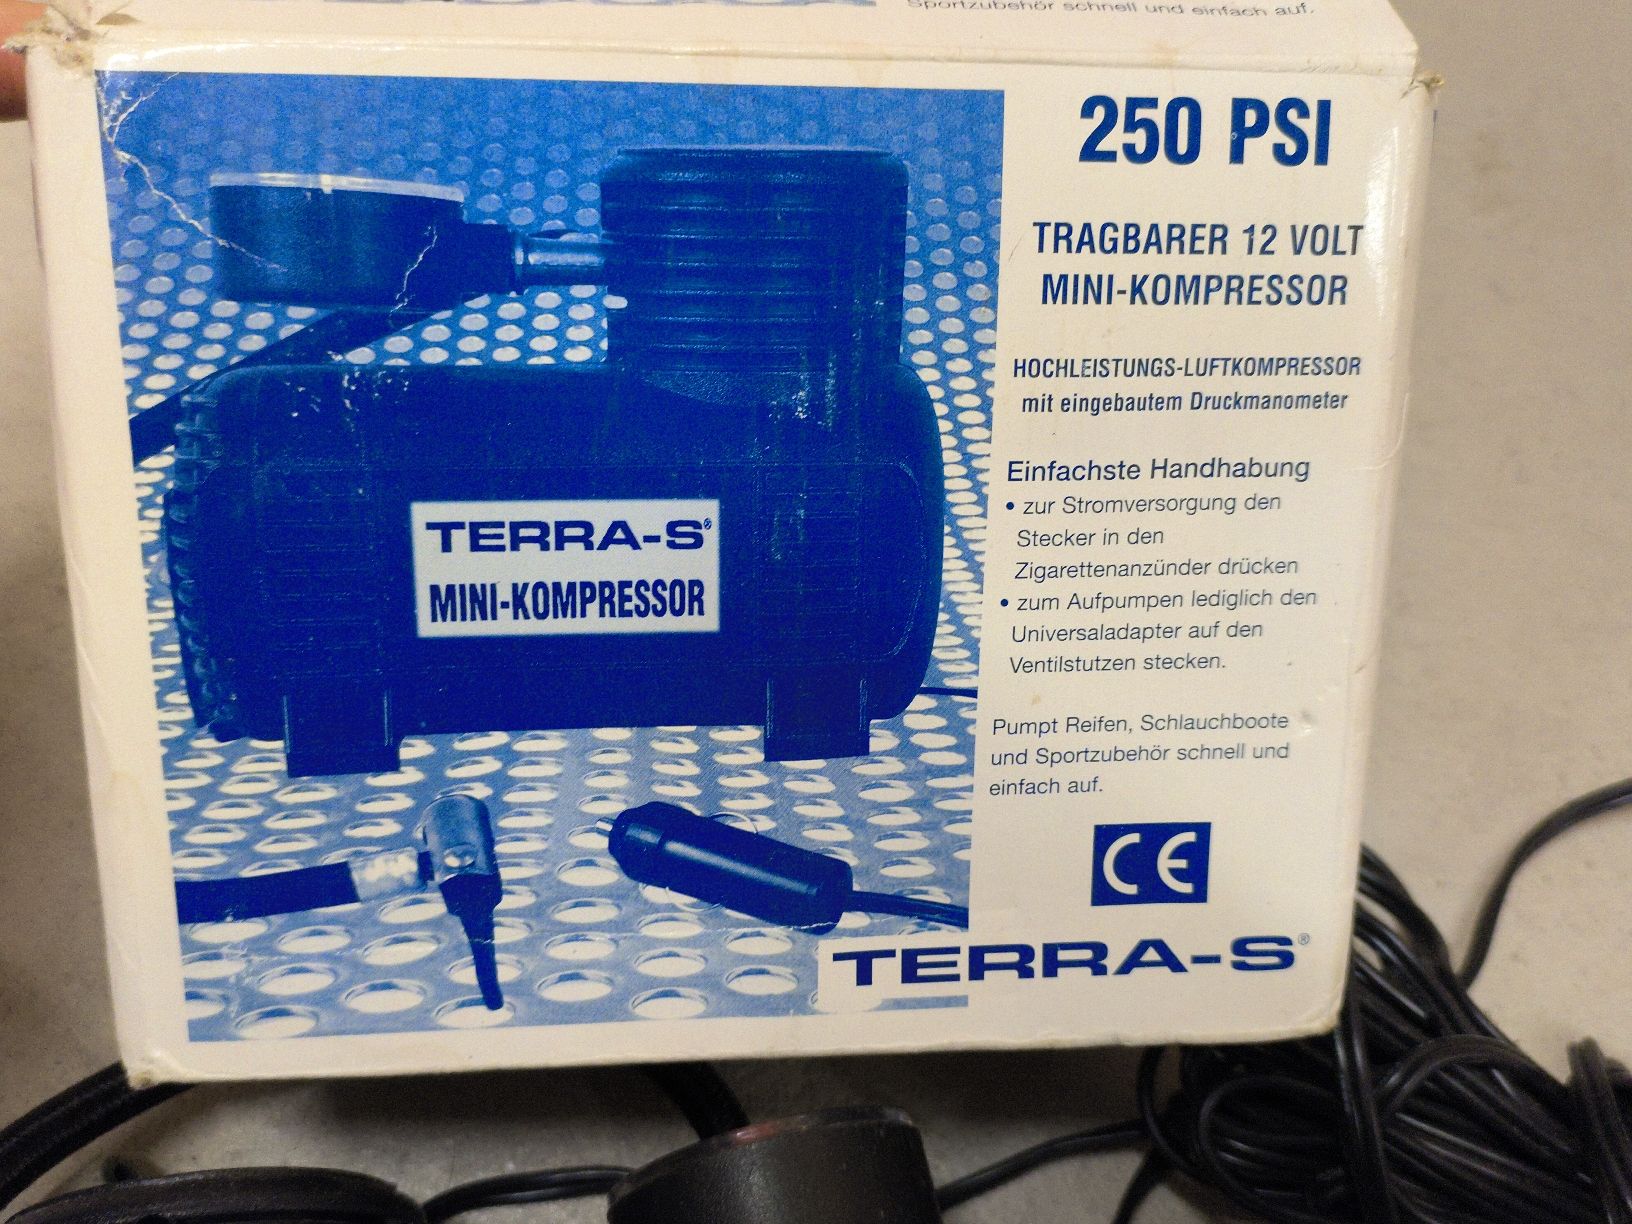 Sportzubehör schnell und einfach auf.
250 PSI
TRAGBARER 12 VOLT
MINI-KOMPRESSOR
HOCHLEISTUNGS-LUFTKOMPRESSOR
mit eingebautem Druckmanometer
Einfachste Handhabung
• zur Stromversorgung den
Stecker in den
Zigarettenanzünder drücken
• zum Aufpumpen lediglich den
Universaladapter auf den
Ventilstutzen stecken.
Pumpt Reifen, Schlauchboote
und Sportzubehör schnell und
einfach auf.
CE
TERRA-S®
TERRA-S®
MINI-KOMPRESSOR